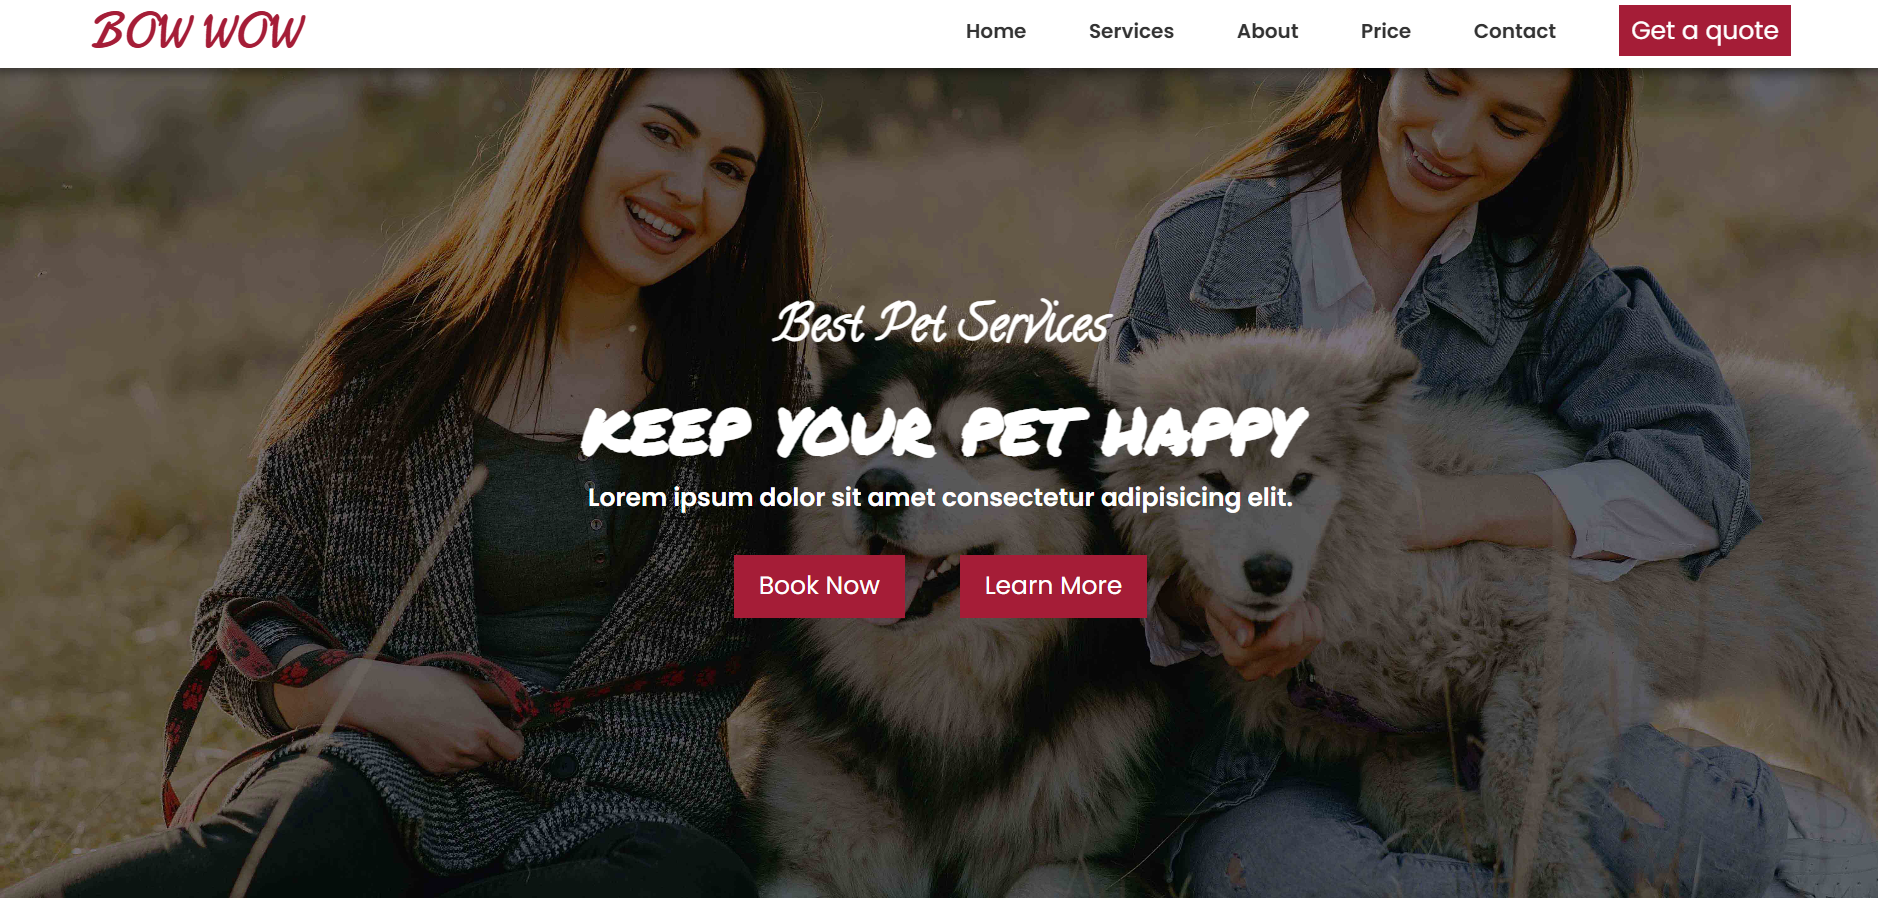 BOW WOW
Home Services About Price Contact Get a quote
Best Pet Services
KEEP YOUR PET HAPPY
Lorem ipsum dolor sit amet consectetur adipisicing elit.
Book Now Learn More